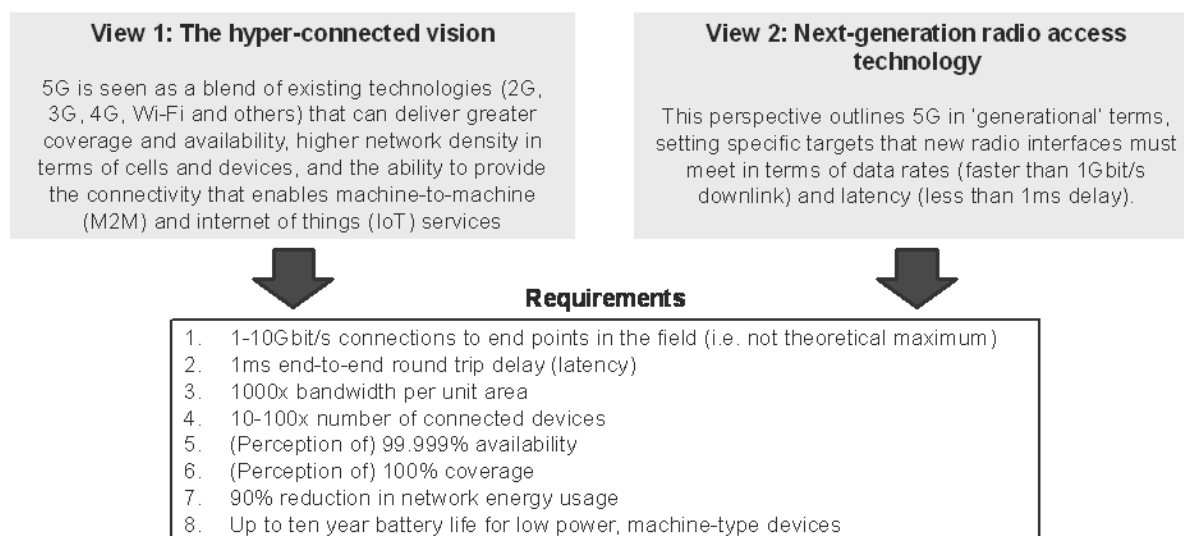 View 1: The hyper-connected vision
5G is seen as a blend of existing technologies (2G,
3G, 4G, Wi-Fi and others) that can deliver greater
coverage and availability, higher network density in
terms of cells and devices, and the ability to provide
the connectivity that enables machine-to-machine
(M2M) and internet of things (IoT) services
View 2: Next-generation radio access
technology
This perspective outlines 5G in 'generational' terms,
setting specific targets that new radio interfaces must
meet in terms of data rates (faster than 1Gbit/s
downlink) and latency (less than 1ms delay).
Requirements
1. 1-10Gbit/s connections to end points in the field (i.e. not theoretical maximum)
2. 1ms end-to-end round trip delay (latency)
3. 1000x bandwidth per unit area
4. 10-100x number of connected devices
5. (Perception of) 99.999% availability
6. (Perception of) 100% coverage
7. 90% reduction in network energy usage
8. Up to ten year battery life for low power, machine-type devices